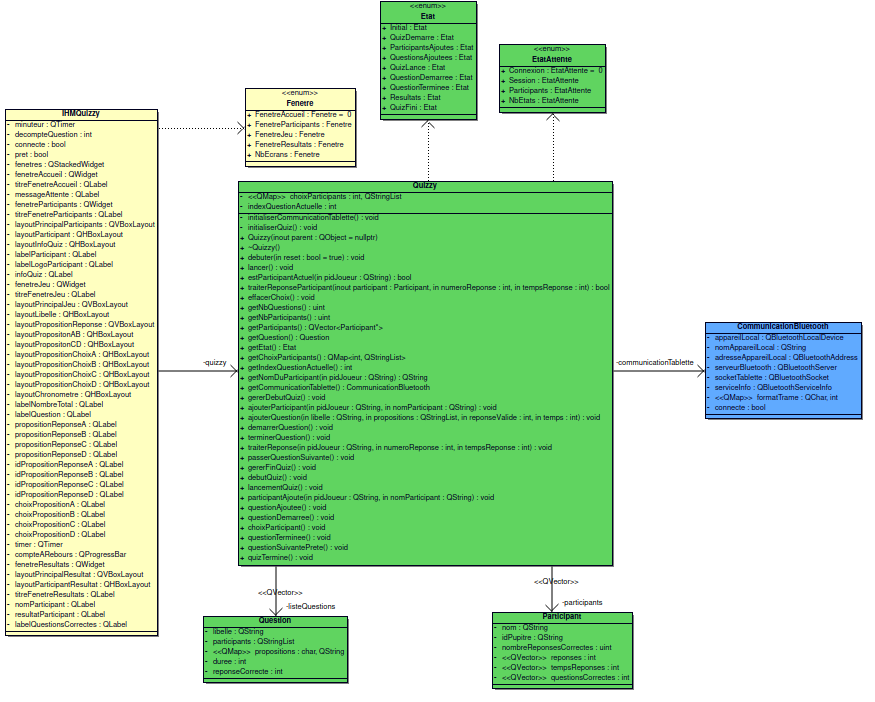 <<enum>>
Etat
+ Initial : Etat
+ QuizDemarre : Etat
+ ParticipantsAjoutes : Etat
+ QuestionsAjoutees : Etat
+ QuizLance : Etat
+ QuestionDemarree : Etat
+ QuestionTerminee : Etat
+ Resultats : Etat
+ QuizFini : Etat
<<enum>>
EtatAttente
+ Connexion : EtatAttente = 0
+ Session : EtatAttente
+ Participants : EtatAttente
+ NbEtats : EtatAttente
<<enum>>
Fenetre
+ FenetreAccueil : Fenetre = 0
+ FenetreParticipants : Fenetre
+ FenetreJeu : Fenetre
+ FenetreResultats : Fenetre
+ NbEcrans : Fenetre
IHMQuizzy
- minuteur : QTimer
- decompteQuestion : int
- connecte : bool
- pret : bool
- fenetres : QStackedWidget
- fenetreAccueil : QWidget
- titreFenetreAccueil : QLabel
- messageAttente : QLabel
- fenetreParticipants : QWidget
- titreFenetreParticipants : QLabel
- layoutPrincipalParticipants : QVBoxLayout
- layoutParticipant : QHBoxLayout
- layoutInfoQuiz : QHBoxLayout
- labelParticipant : QLabel
- labelLogoParticipant : QLabel
- infoQuiz : QLabel
- fenetreJeu : QWidget
- titreFenetreJeu : QLabel
- layoutPrincipalJeu : QVBoxLayout
- layoutLibelle : QHBoxLayout
- layoutPropositionReponse : QVBoxLayout
- layoutPropositonAB : QHBoxLayout
- layoutPropositonCD : QHBoxLayout
- layoutPropositionChoixA : QHBoxLayout
- layoutPropositionChoixB : QHBoxLayout
- layoutPropositionChoixC : QHBoxLayout
- layoutPropositionChoixD : QHBoxLayout
- layoutChronometre : QHBoxLayout
- labelNombreTotal : QLabel
- labelQuestion : QLabel
- propositionReponseA : QLabel
- propositionReponseB : QLabel
- propositionReponseC : QLabel
- propositionReponseD : QLabel
- idPropositionReponseA : QLabel
- idPropositionReponseB : QLabel
- idPropositionReponseC : QLabel
- idPropositionReponseD : QLabel
- choixPropositionA : QLabel
- choixPropositionB : QLabel
- choixPropositionC : QLabel
- choixPropositionD : QLabel
- timer : QTimer
- compteARebours : QProgressBar
- fenetreResultats : QWidget
- layoutPrincipalResultat : QVBoxLayout
- layoutParticipantResultat : QHBoxLayout
- titreFenetreResultats : QLabel
- nomParticipant : QLabel
- resultatParticipant : QLabel
- labelQuestionsCorrectes : QLabel
-quizzy
Quizzy
- <<QMap>> choixParticipants : int, QStringList
- indexQuestionActuelle : int
- initialiserCommunicationTablette() : void
- initialiserQuiz() : void
+ Quizzy(inout parent : QObject = nullptr)
+ ~Quizzy()
+ debuter(in reset : bool = true) : void
+ lancer() : void
+ estParticipantActuel(in pidJoueur : QString) : bool
+ traiterReponseParticipant(inout participant : Participant, in numeroReponse : int, in tempsReponse : int) : bool
+ effacerChoix() : void
+ getNbQuestions() : uint
+ getNbParticipants() : uint
+ getParticipants() : QVector<Participant*>
+ getQuestion() : Question
+ getEtat() : Etat
+ getChoixParticipants() : QMap<int, QStringList>
+ getIndexQuestionActuelle() : int
+ getNomDuParticipant(in pidJoueur : QString) : QString
+ getCommunicationTablette() : CommunicationBluetooth
+ gererDebutQuiz() : void
+ ajouterParticipant(in pidJoueur : QString, in nomParticipant : QString) : void
+ ajouterQuestion(in libelle : QString, in propositions : QStringList, in reponseValide : int, in temps : int) : void
+ demarrerQuestion() : void
+ terminerQuestion() : void
+ traiterReponse(in pidJoueur : QString, in numeroReponse : int, in tempsReponse : int) : void
+ passerQuestionSuivante() : void
+ gererFinQuiz() : void
+ debutQuiz() : void
+ lancementQuiz() : void
+ participantAjoute(in pidJoueur : QString, in nomParticipant : QString) : void
+ questionAjoutee() : void
+ questionDemarree() : void
+ choixParticipant() : void
+ questionTerminee() : void
+ questionSuivantePrete() : void
+ quizTermine() : void
-communicationTablette
CommunicationBluetooth
- appareilLocal : QBluetoothLocalDevice
- nomAppareilLocal : QString
- adresseAppareilLocal : QBluetoothAddress
- serveurBluetooth : QBluetoothServer
- socketTablette : QBluetoothSocket
- serviceInfo : QBluetoothServiceInfo
- <<QMap>> formatTrame : QChar, int
- connecte : bool
<<QVector>>
-listeQuestions
Question
- libelle : QString
- participants : QStringList
- <<QMap>> propositions : char, QString
- duree : int
- reponseCorrecte : int
<<QVector>>
-participants
Participant
- nom : QString
- idPupitre : QString
- nombreReponsesCorrectes : uint
- <<QVector>> reponses : int
- <<QVector>> tempsReponses : int
- <<QVector>> questionsCorrectes : int